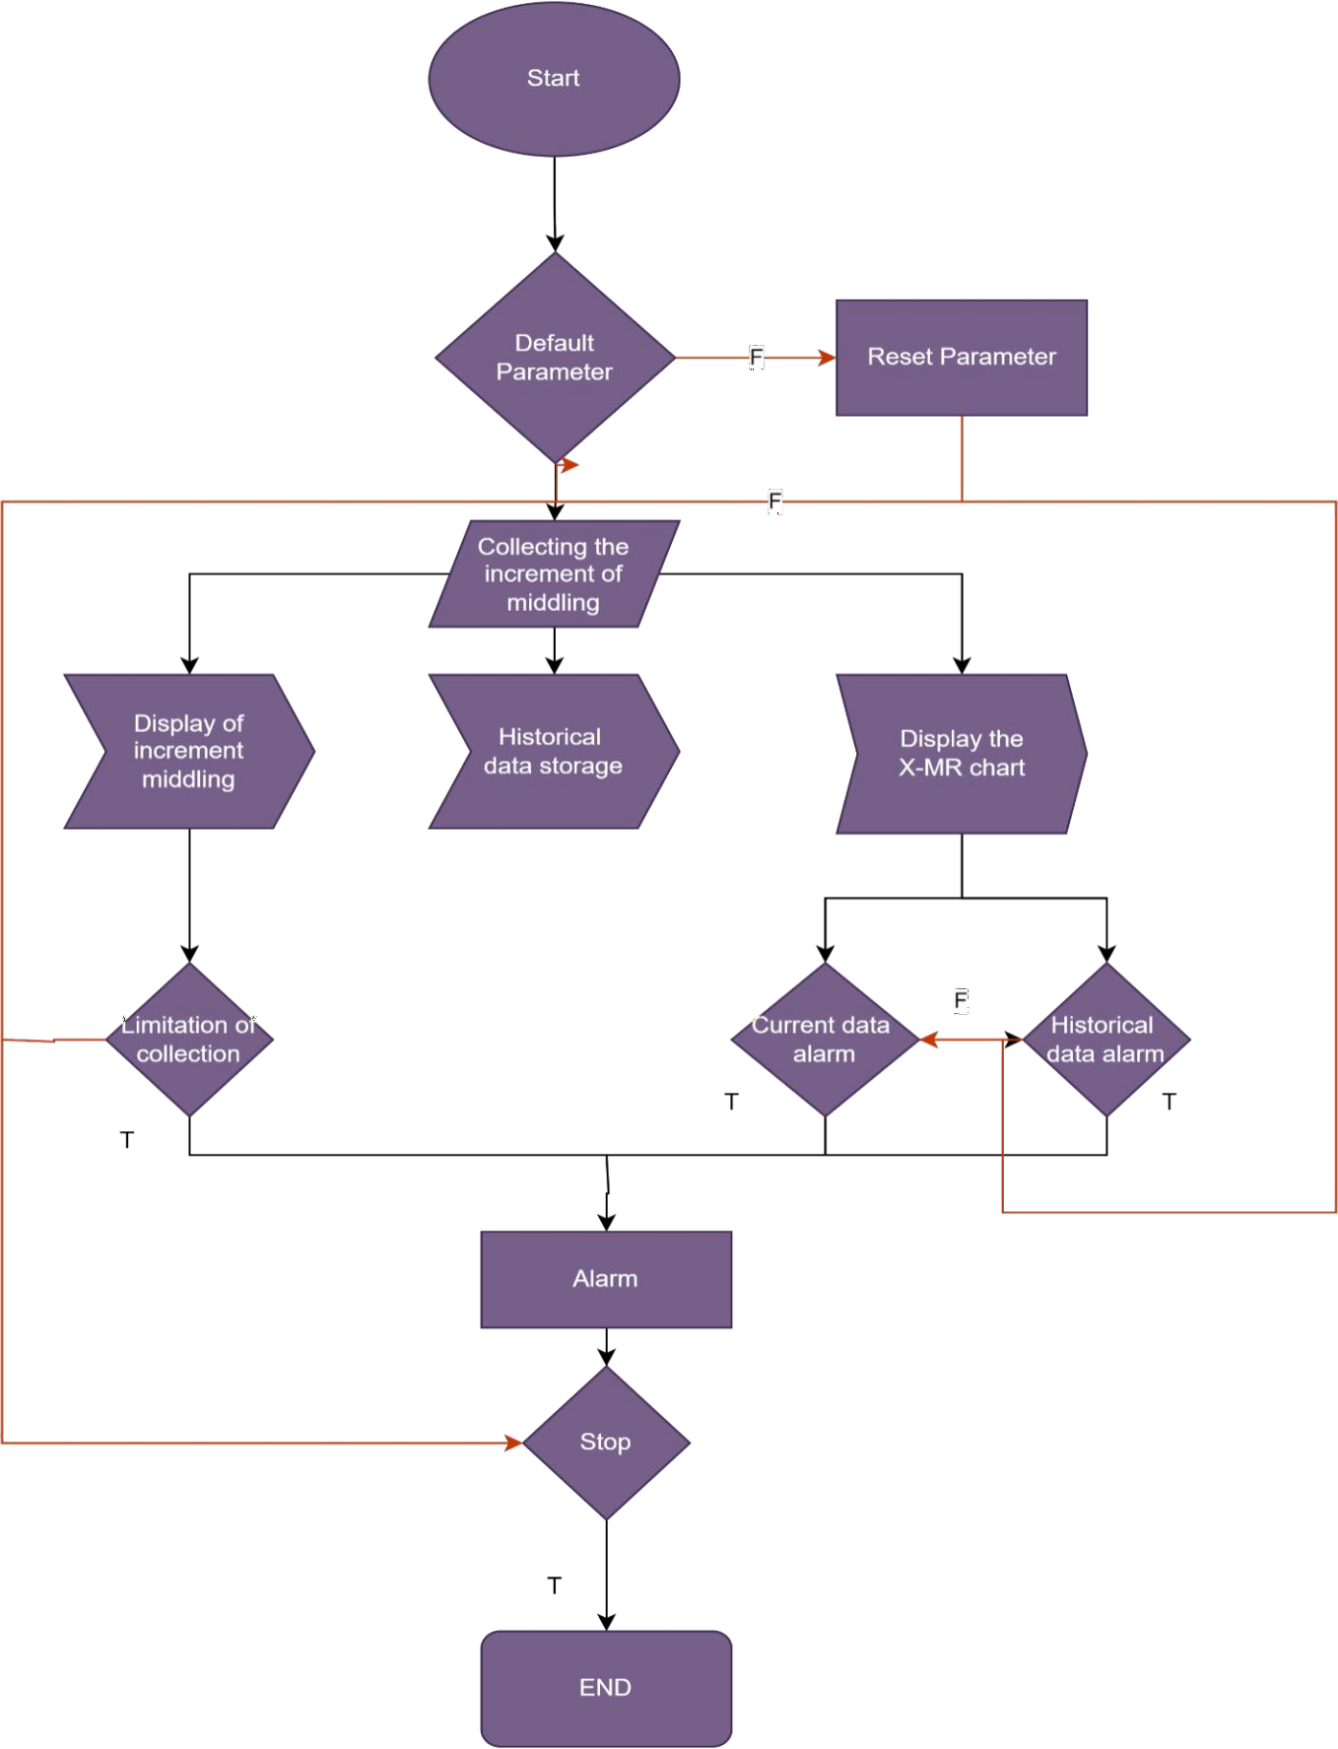 Start
Default
Parameter
F
Reset Parameter
F
Collecting the
increment of
middling
Display of
increment
middling
Historical
data storage
Display the
X-MR chart
Limitation of
collection
Current data
alarm
F
Historical
data alarm
T
T
T
Alarm
Stop
T
END